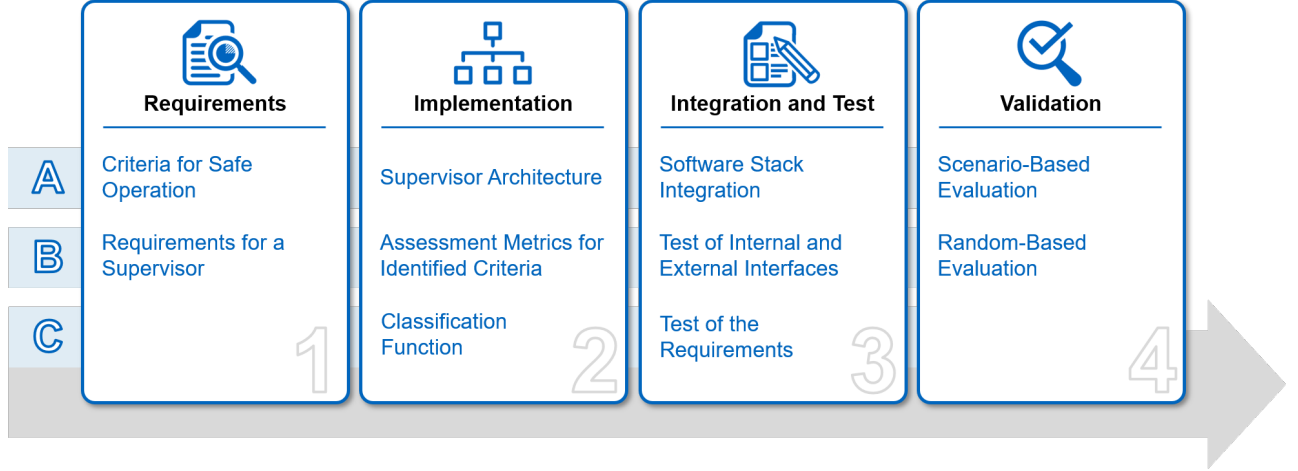 Requirements
Implementation
Integration and Test
Validation
A
Criteria for Safe
Operation
Supervisor Architecture
Software Stack
Integration
Scenario-Based
Evaluation
B
Requirements for a
Supervisor
Assessment Metrics for
Identified Criteria
Test of Internal and
External Interfaces
Random-Based
Evaluation
C
Classification
Function
Test of the
Requirements
1
2
3
4